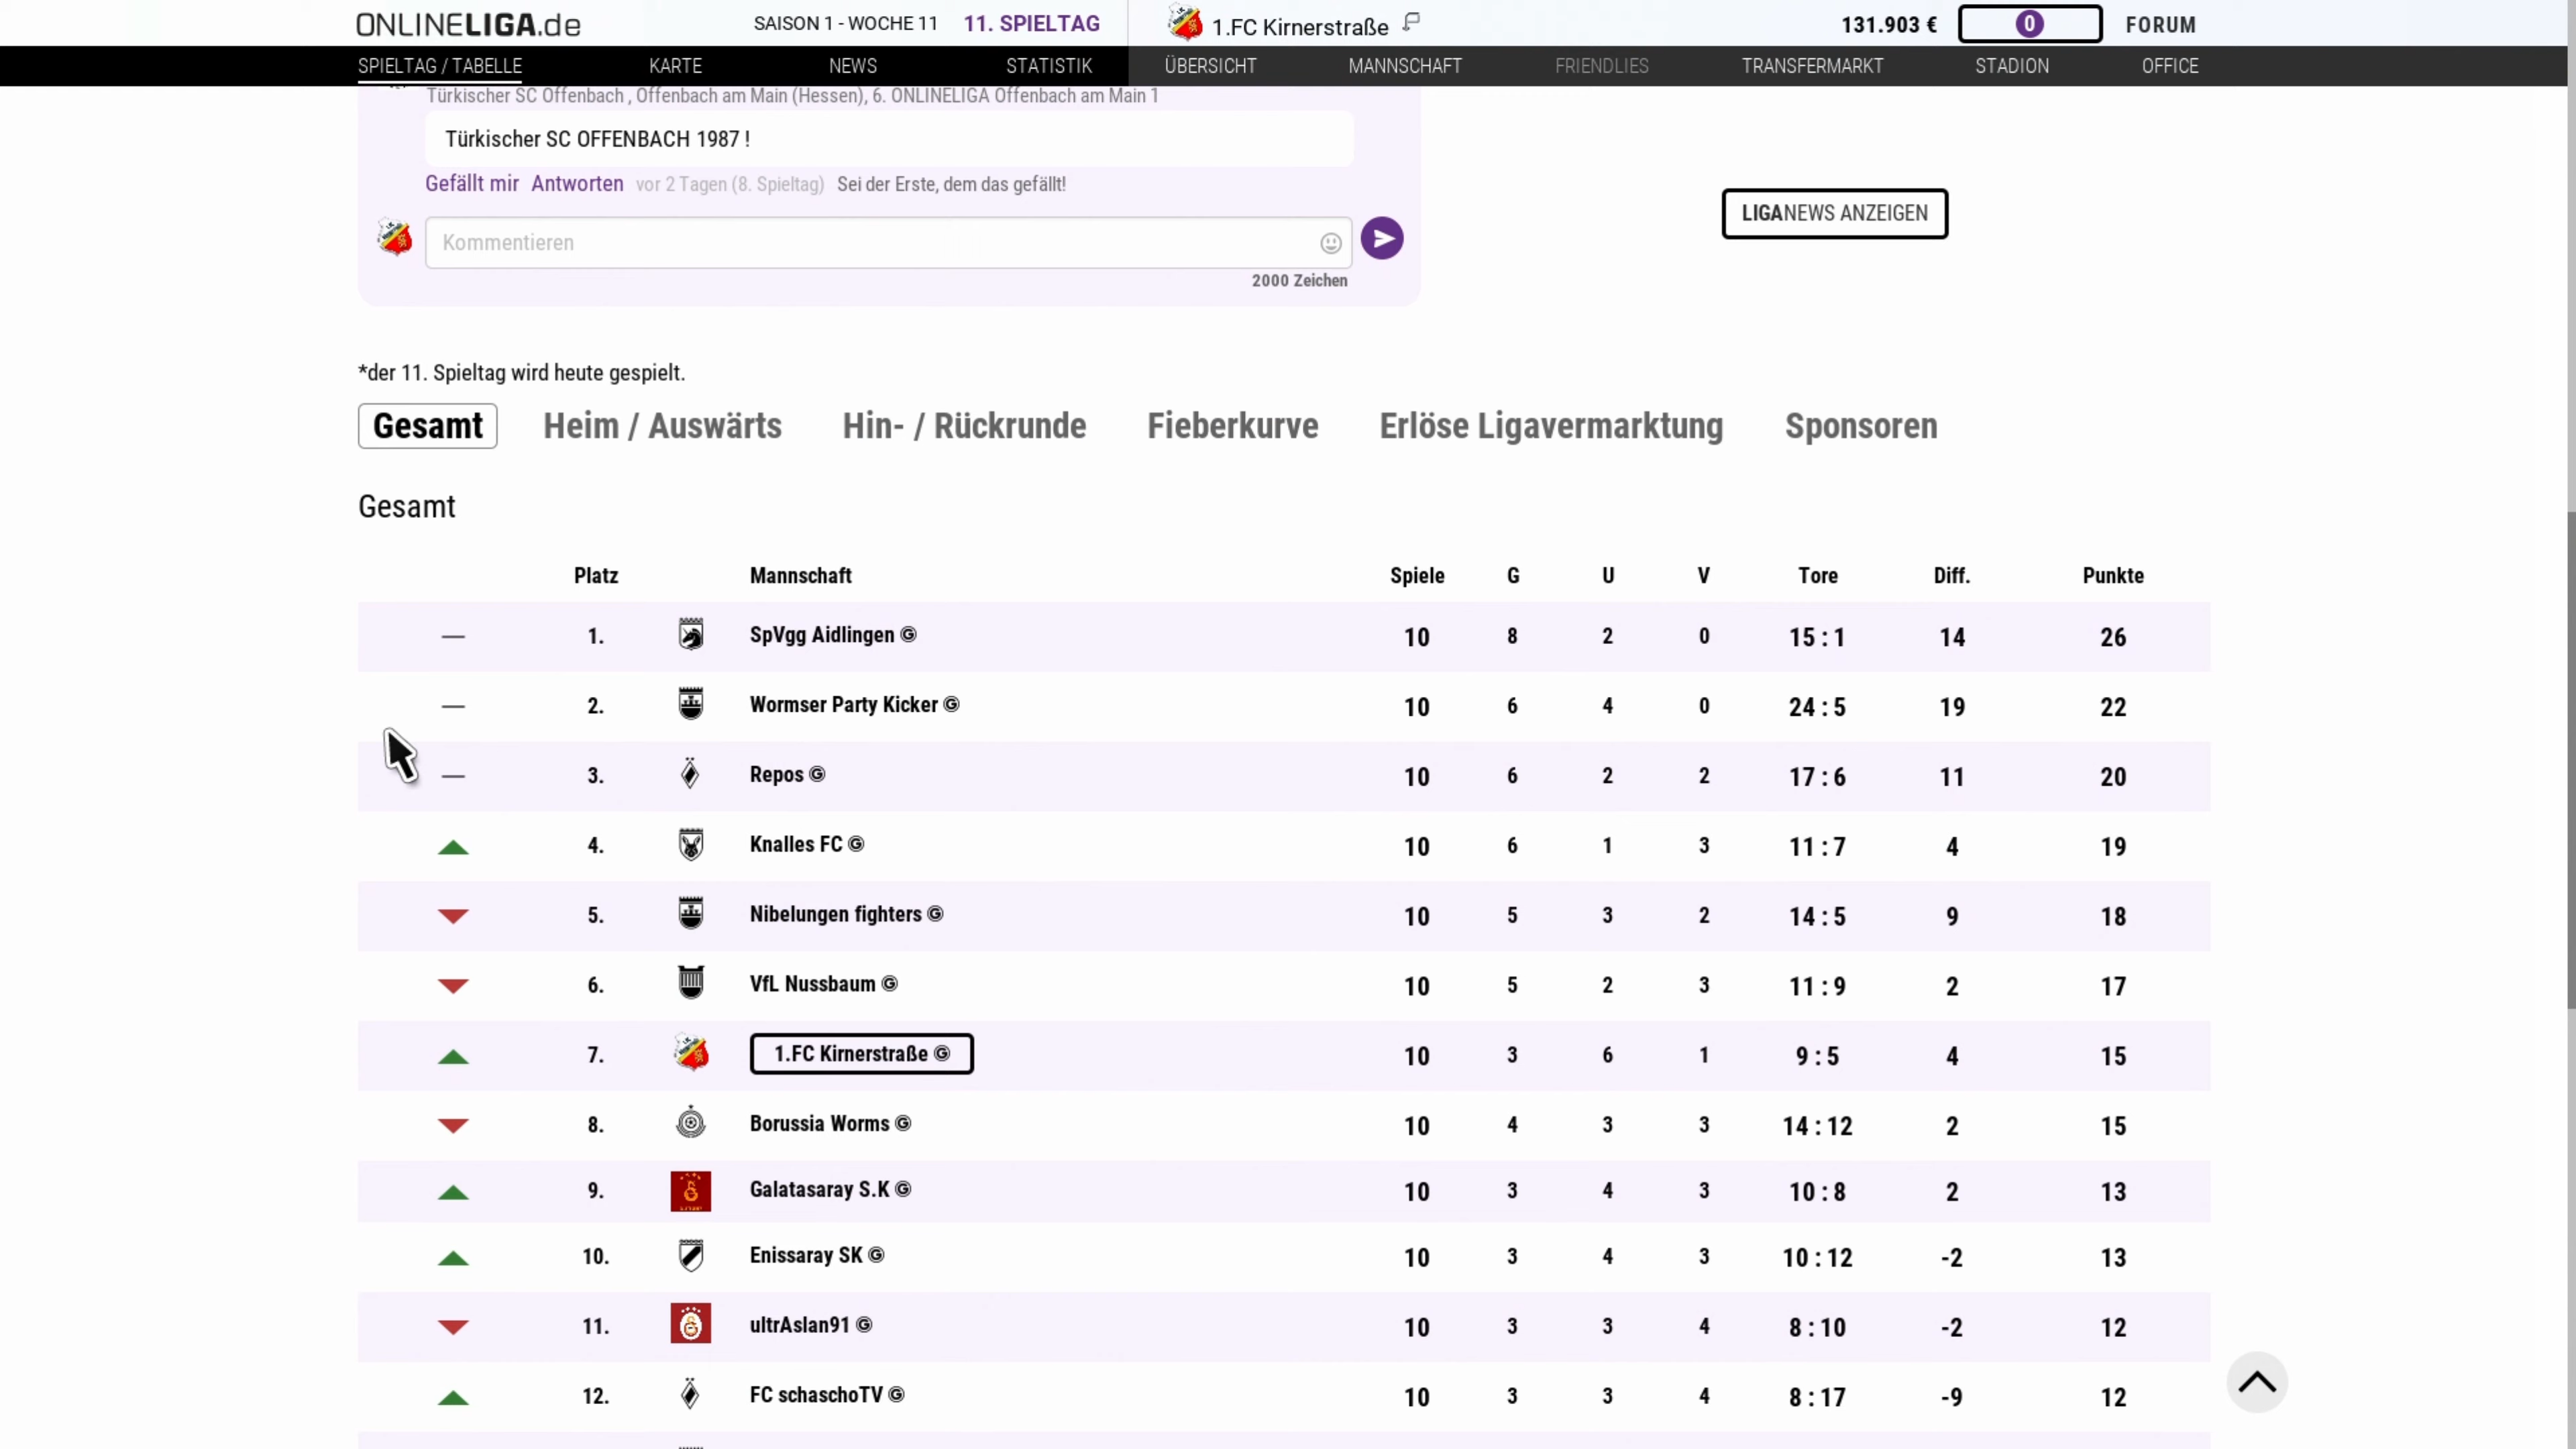 ONLINELIGA.de SAISON 1 - WOCHE 11 11. SPIELTAG 1.FC Kirnerstraße 131.903 € 0 FORUM
SPIELTAG / TABELLE KARTE NEWS STATISTIK ÜBERSICHT MANNSCHAFT FRIENDLIES TRANSFERMARKT STADION OFFICE
Türkischer SC Offenbach , Offenbach am Main (Hessen), 6. ONLINELIGA Offenbach am Main 1
Türkischer SC OFFENBACH 1987 !
Gefällt mir Antworten vor 2 Tagen (8. Spieltag) Sei der Erste, dem das gefällt!
LIGANEWS ANZEIGEN
Kommentieren
2000 Zeichen
*der 11. Spieltag wird heute gespielt.
Gesamt Heim / Auswärts Hin- / Rückrunde Fieberkurve Erlöse Ligavermarktung Sponsoren
Gesamt
Platz Mannschaft Spiele G U V Tore Diff. Punkte
1. SpVgg Aidlingen G 10 8 2 0 15 : 1 14 26
2. Wormser Party Kicker G 10 6 4 0 24 : 5 19 22
3. Repos G 10 6 2 2 17 : 6 11 20
4. Knalles FC G 10 6 1 3 11 : 7 4 19
5. Nibelungen fighters G 10 5 3 2 14 : 5 9 18
6. VfL Nussbaum G 10 5 2 3 11 : 9 2 17
7. 1.FC Kirnerstraße G 10 3 6 1 9 : 5 4 15
8. Borussia Worms G 10 4 3 3 14 : 12 2 15
9. Galatasaray S.K G 10 3 4 3 10 : 8 2 13
10. Enissaray SK G 10 3 4 3 10 : 12 -2 13
11. ultrAslan91 G 10 3 3 4 8 : 10 -2 12
12. FC schaschoTV G 10 3 3 4 8 : 17 -9 12